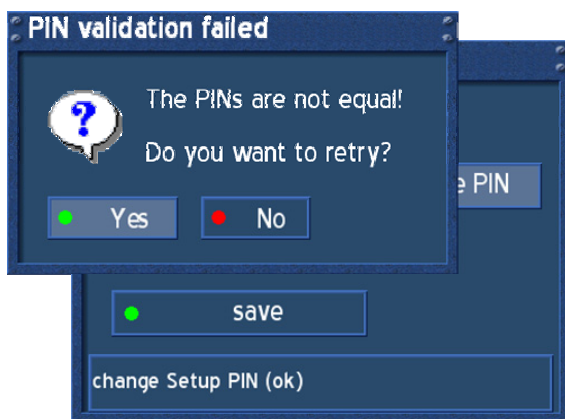 PIN validation failed
The PINs are not equal!
Do you want to retry?
Yes
No
PIN
save
change Setup PIN (ok)